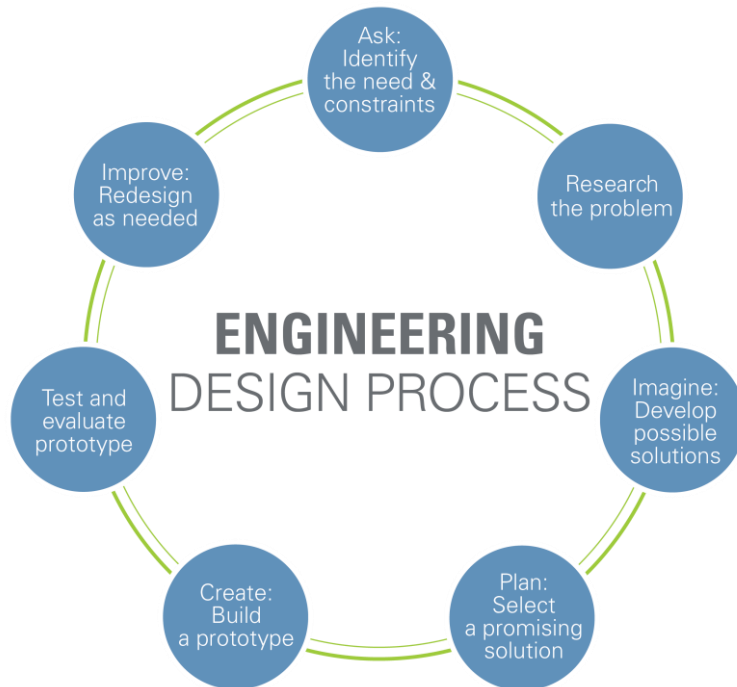 Ask:
Identify
the need &
constraints
Research
the problem
Imagine:
Develop
possible
solutions
Plan:
Select
a promising
solution
Create:
Build
a prototype
Test and
evaluate
prototype
Improve:
Redesign
as needed
ENGINEERING
DESIGN PROCESS